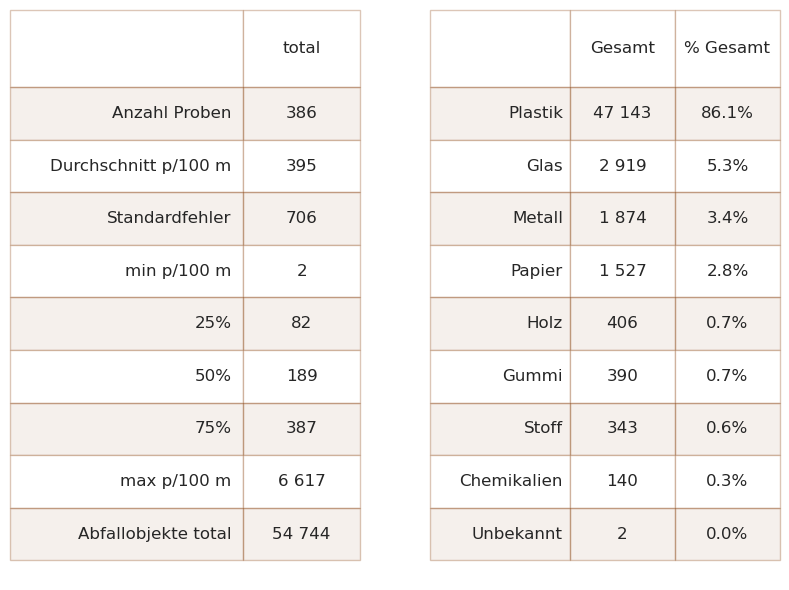 total
Anzahl Proben 386
Durchschnitt p/100 m 395
Standardfehler 706
min p/100 m 2
25% 82
50% 189
75% 387
max p/100 m 6 617
Abfallobjekte total 54 744
Gesamt % Gesamt
Plastik 47 143 86.1%
Glas 2 919 5.3%
Metall 1 874 3.4%
Papier 1 527 2.8%
Holz 406 0.7%
Gummi 390 0.7%
Stoff 343 0.6%
Chemikalien 140 0.3%
Unbekannt 2 0.0%